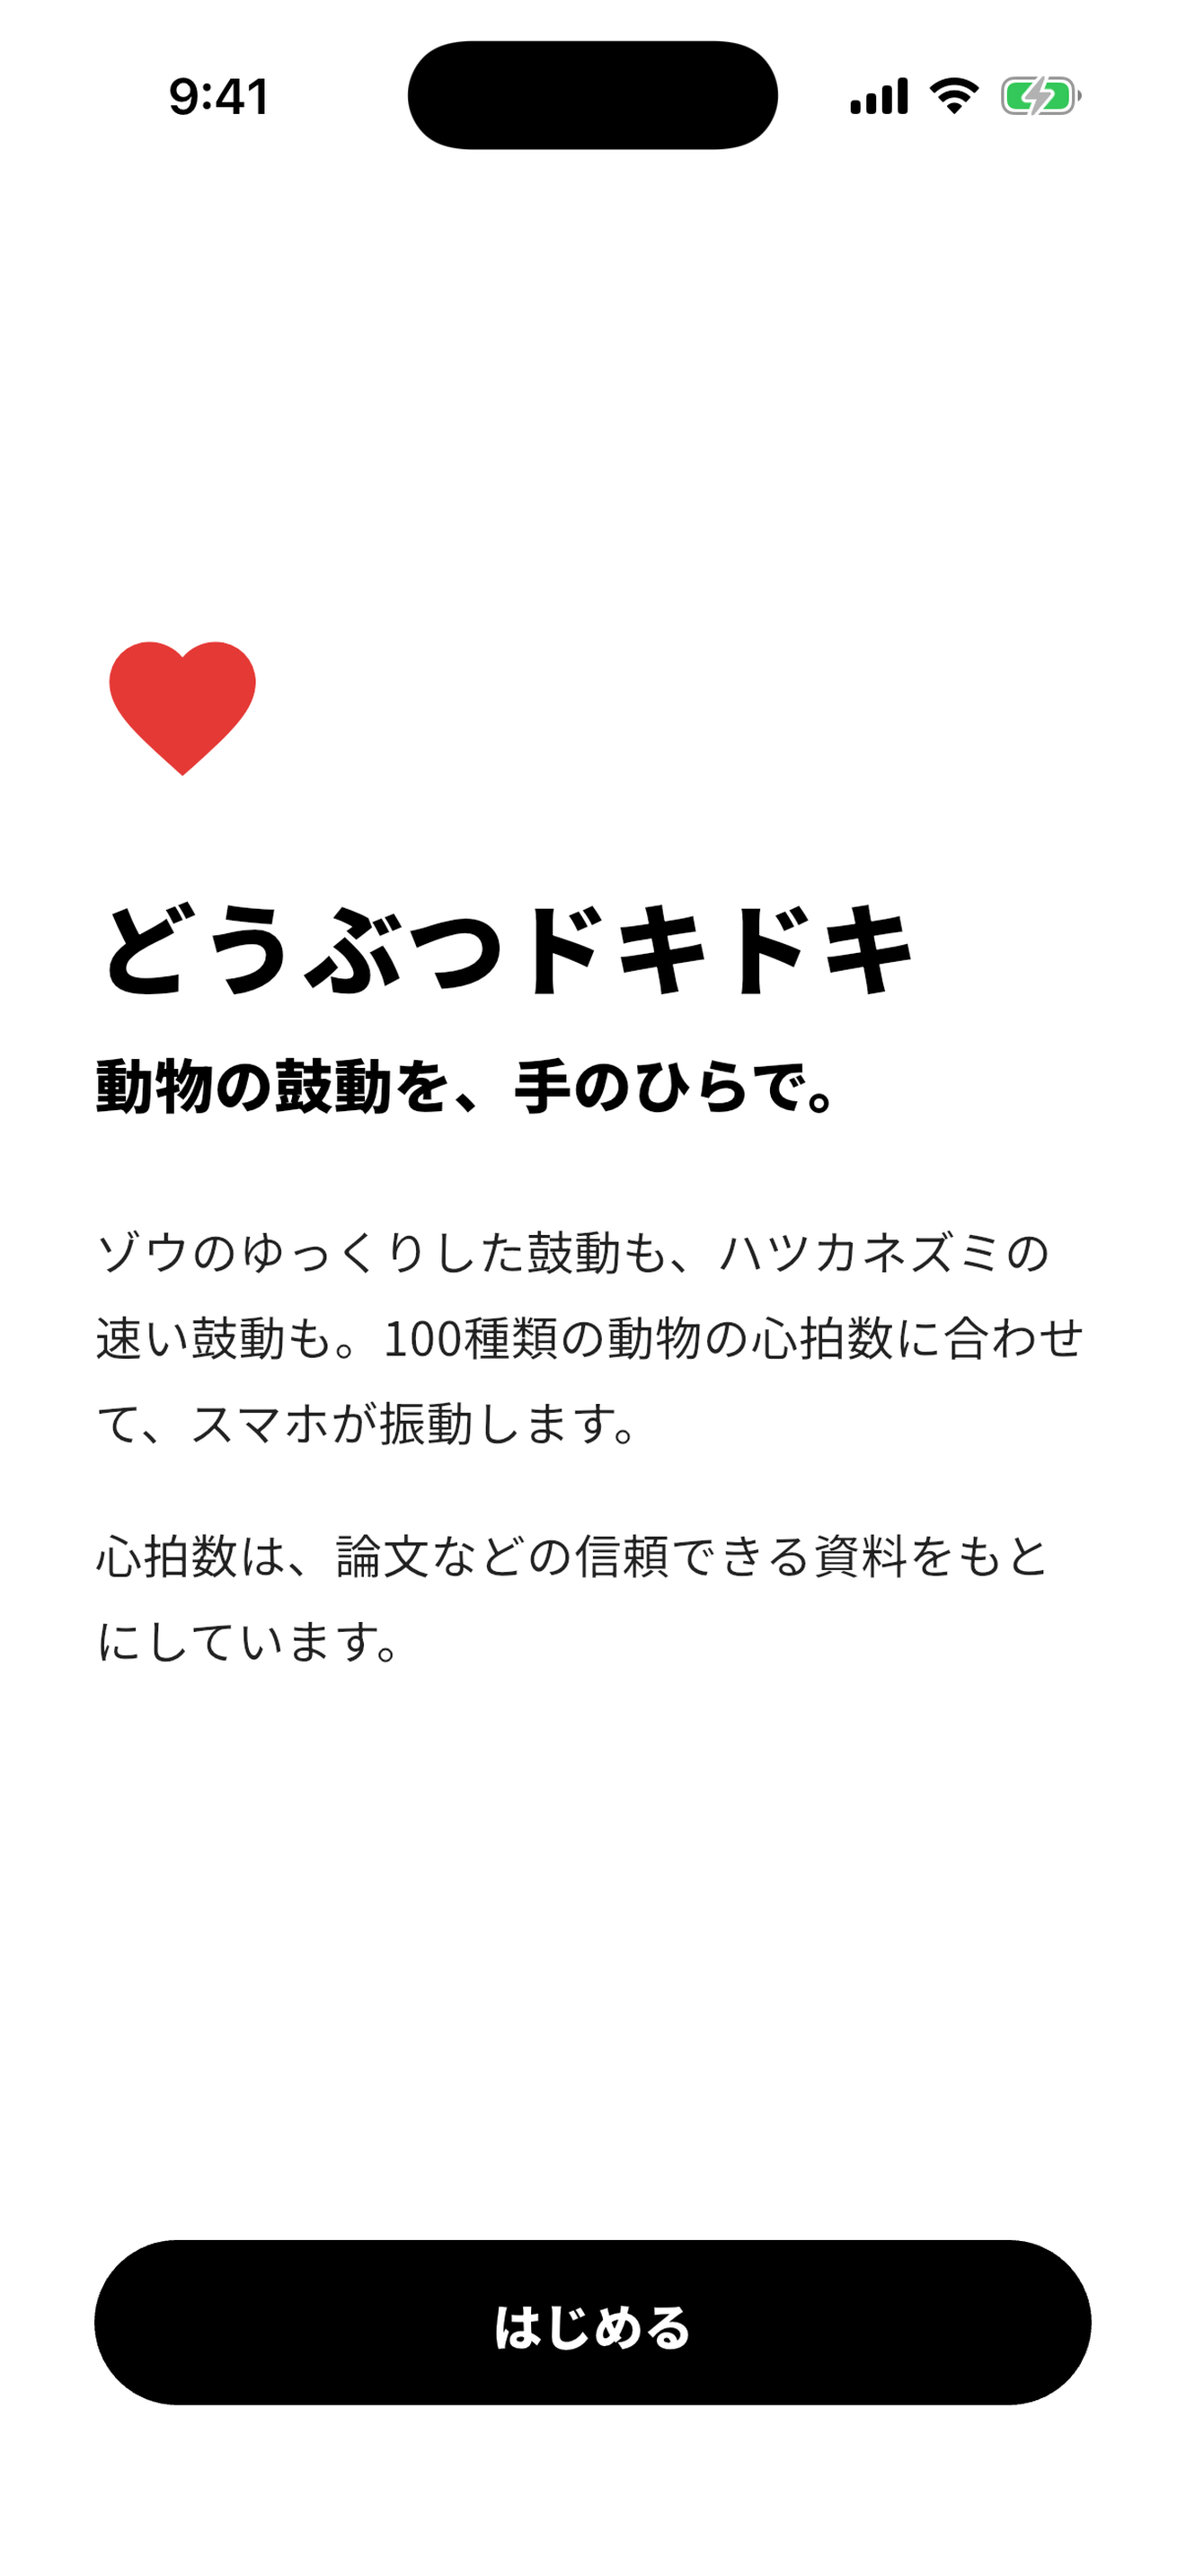 9:41
どうぶつドキドキ
動物の鼓動を、手のひらで。
ゾウのゆっくりした鼓動も、ハツカネズミの
速い鼓動も。100種類の動物の心拍数に合わせ
て、スマホが振動します。
心拍数は、論文などの信頼できる資料をもと
にしています。
はじめる